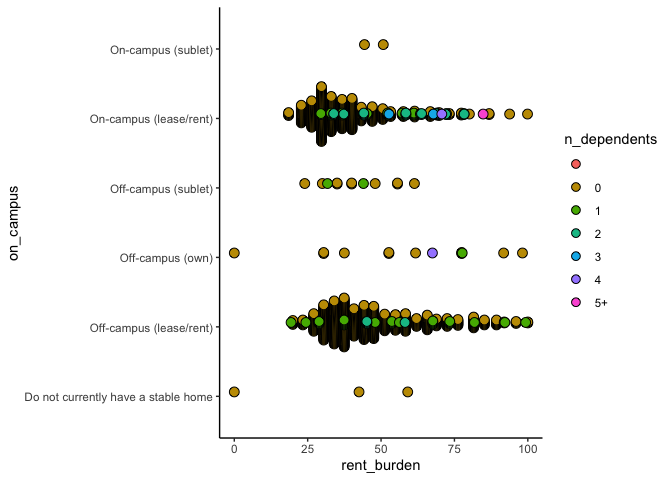 on_campus
On-campus (sublet)
On-campus (lease/rent)
Off-campus (sublet)
Off-campus (own)
Off-campus (lease/rent)
Do not currently have a stable home
0 25 50 75 100
rent_burden
n_dependents
0
1
2
3
4
5+